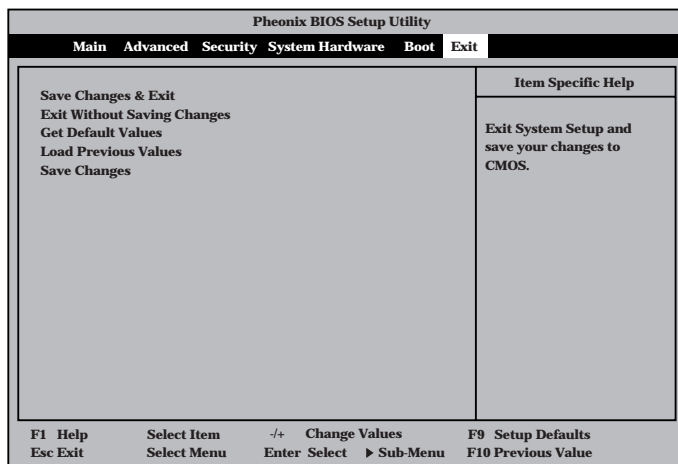 Pheonix BIOS Setup Utility
Main Advanced Security System Hardware Boot Exit
Save Changes & Exit
Exit Without Saving Changes
Get Default Values
Load Previous Values
Save Changes
Item Specific Help
Exit System Setup and
save your changes to
CMOS.
F1 Help Select Item -/+ Change Values F9 Setup Defaults
Esc Exit Select Menu Enter Select ▶ Sub-Menu F10 Previous Value